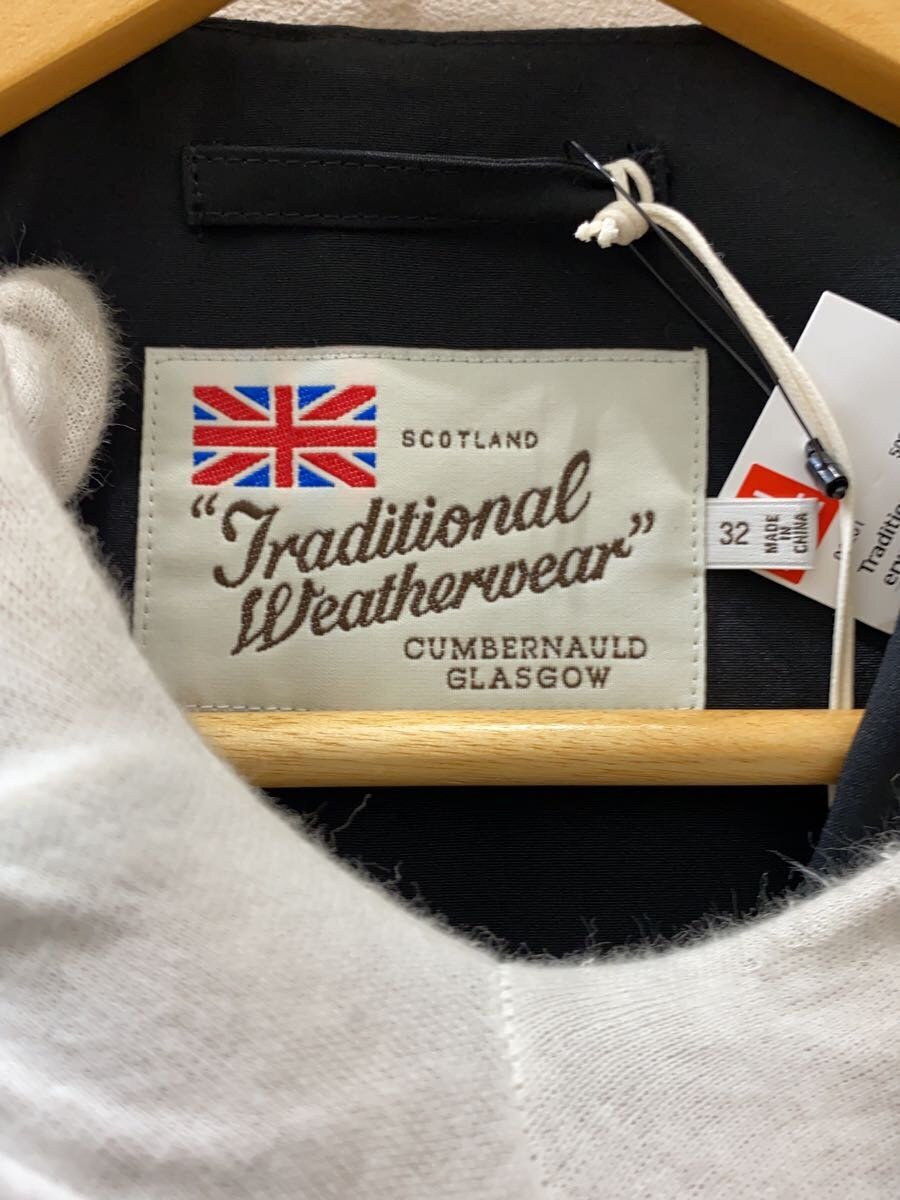 SCOTLAND
"Traditional
Weatherwear"
CUMBERNAULD
GLASGOW
32
MADE
IN
CHINA